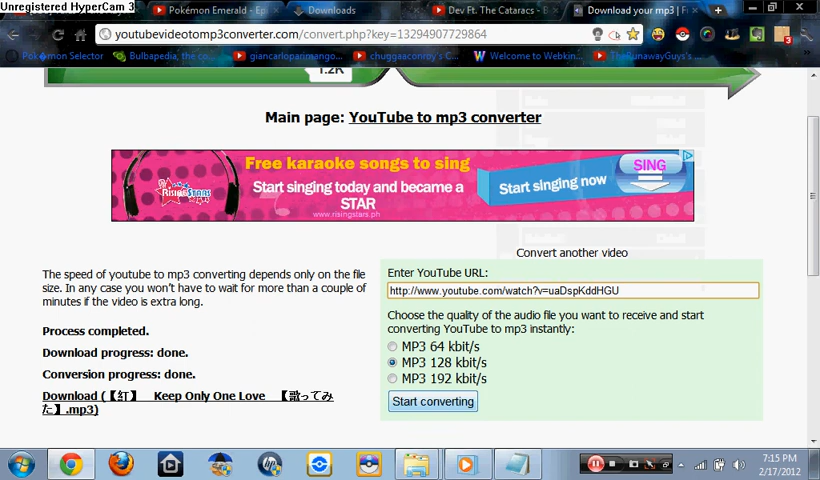 Unregistered HyperCam 3
Pokémon Emerald - Ep
Downloads
Dev Ft. The Cataracs - B
Download your mp3 | Fr
youtubevideotomp3converter.com/convert.php?key=13294907729864
Pok�mon Selector
Bulbapedia, the co
giancarloparimango...
chuggaaconroy's C
Welcome to Webkin
TheRunawayGuys's
1.2K
Main page: YouTube to mp3 converter
Free karaoke songs to sing
Start singing today and became a
STAR
www.risingstars.ph
RISING STARS
Start singing now
SING
Convert another video
The speed of youtube to mp3 converting depends only on the file
size. In any case you won't have to wait for more than a couple of
minutes if the video is extra long.
Process completed.
Download progress: done.
Conversion progress: done.
Download (【紅】 Keep Only One Love 【歌ってみ
た】.mp3)
Enter YouTube URL:
http://www.youtube.com/watch?v=uaDspKddHGU
Choose the quality of the audio file you want to receive and start
converting YouTube to mp3 instantly:
MP3 64 kbit/s
MP3 128 kbit/s
MP3 192 kbit/s
Start converting
7:15 PM
2/17/2012